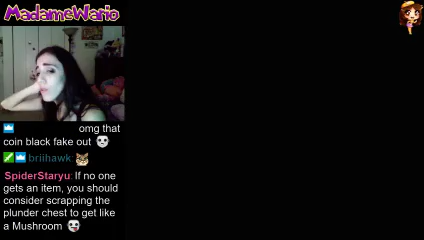 MadameWario
omg that
coin black fake out
briihawk:
SpiderStaryu: If no one
gets an item, you should
consider scrapping the
plunder chest to get like
a Mushroom